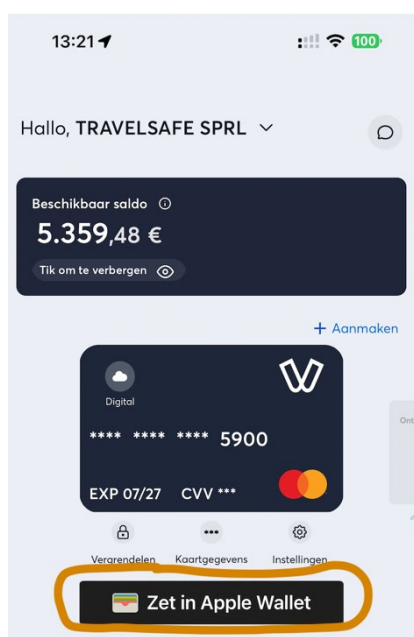 13:21
100
Hallo, TRAVELSAFE SPRL
Beschikbaar saldo
5.359,48 €
Tik om te verbergen
+ Aanmaken
Digital
**** **** **** 5900
Ont
EXP 07/27 CVV ***
Vergrendelen Kaartgegevens Instellingen
Zet in Apple Wallet